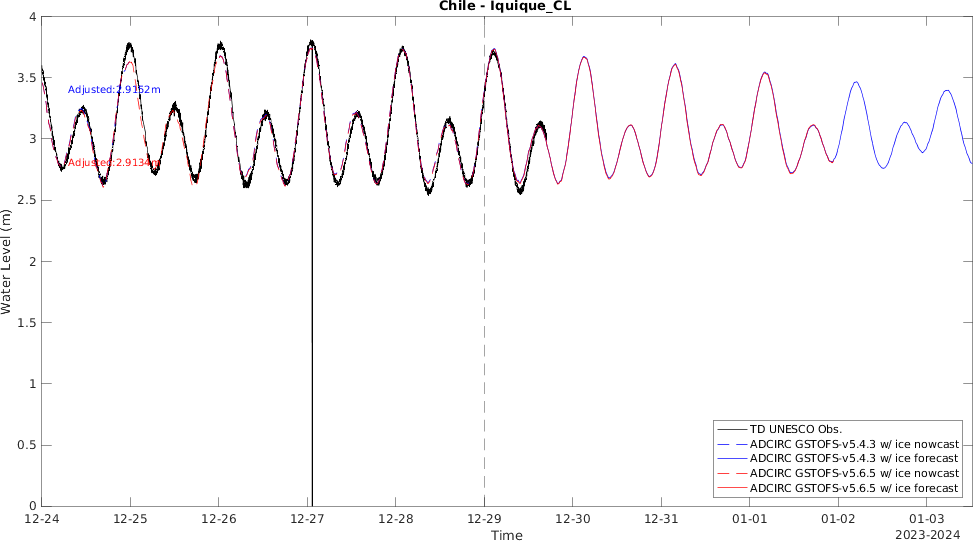 Chile - Iquique_CL
Water Level (m)
4
3.5
3
2.5
2
1.5
1
0.5
0
Adjusted:2.9152m
Adjusted:2.9134m
TD UNESCO Obs.
ADCIRC GSTOFS-v5.4.3 w/ ice nowcast
ADCIRC GSTOFS-v5.4.3 w/ ice forecast
ADCIRC GSTOFS-v5.6.5 w/ ice nowcast
ADCIRC GSTOFS-v5.6.5 w/ ice forecast
12-24 12-25 12-26 12-27 12-28 12-29 12-30 12-31 01-01 01-02 01-03
Time
2023-2024